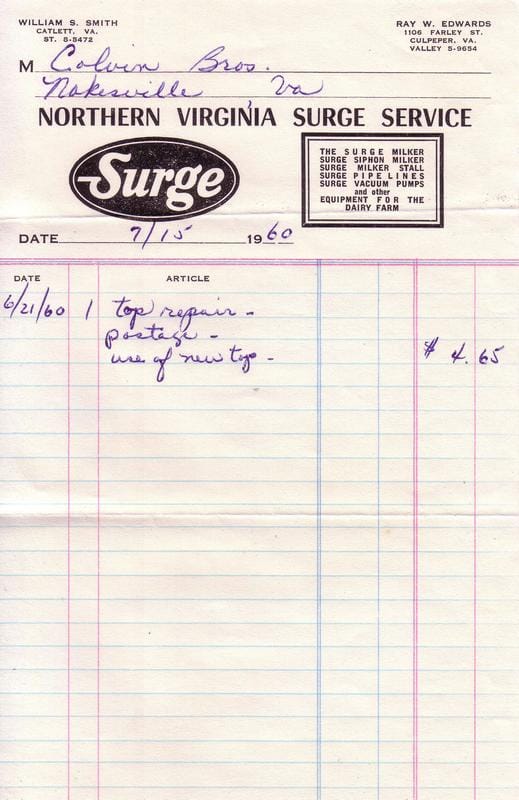 WILLIAM S. SMITH
CATLETT, VA.
ST. 8-5472
RAY W. EDWARDS
1106 FARLEY ST.
CULPEPER, VA.
VALLEY 5-9654
M Colvin Bros.
Nokesville Va
NORTHERN VIRGINIA SURGE SERVICE
Surge
THE SURGE MILKER
SURGE SIPHON MILKER
SURGE MILKER STALL
SURGE PIPE LINES
SURGE VACUUM PUMPS
and other
EQUIPMENT FOR THE
DAIRY FARM
DATE 7/15 1960
DATE ARTICLE
6/21/60 1 top repair -
postage -
use of new top - $ 4.65